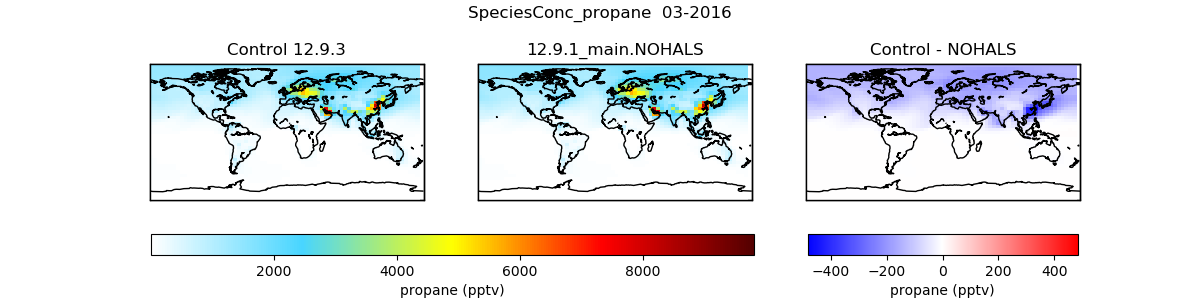 SpeciesConc_propane  03-2016
Control 12.9.3
12.9.1_main.NOHALS
Control - NOHALS
2000
4000
6000
8000
propane (pptv)
−400
−200
0
200
400
propane (pptv)